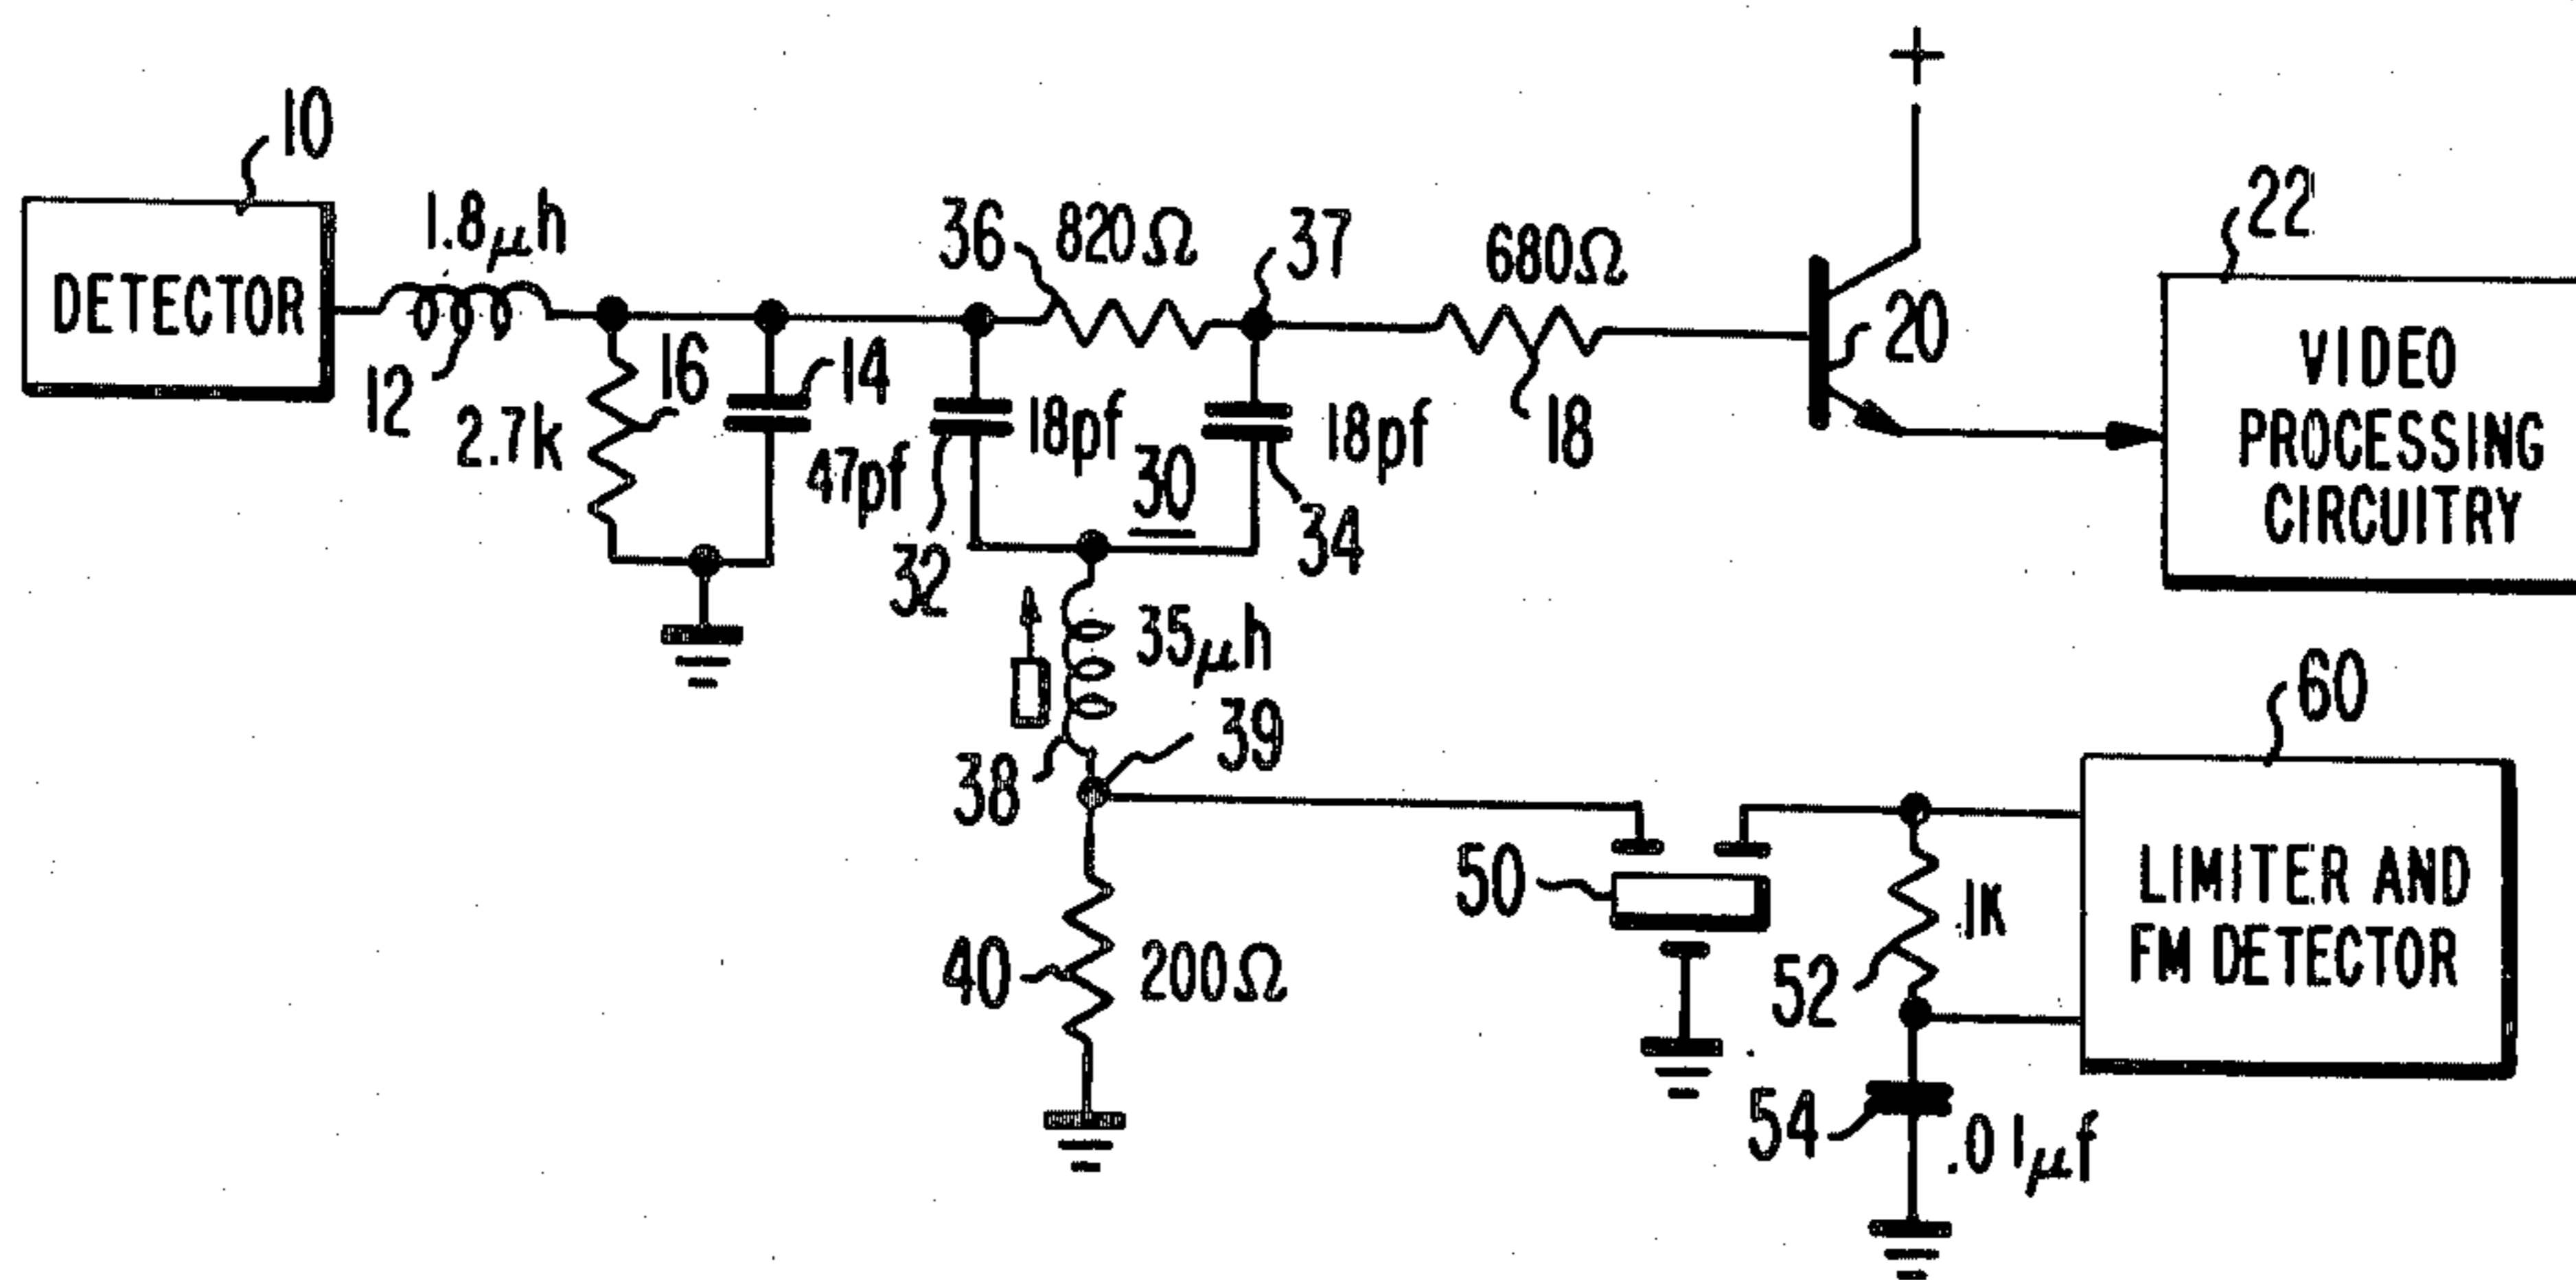 10
DETECTOR
1.8μh
12
2.7k
16
14
47pf
36
820Ω
37
680Ω
18
20
22
VIDEO
PROCESSING
CIRCUITRY
18pf
32
30
18pf
34
35μh
38
39
40
200Ω
50
52
1K
54
.01μf
60
LIMITER AND
FM DETECTOR
+